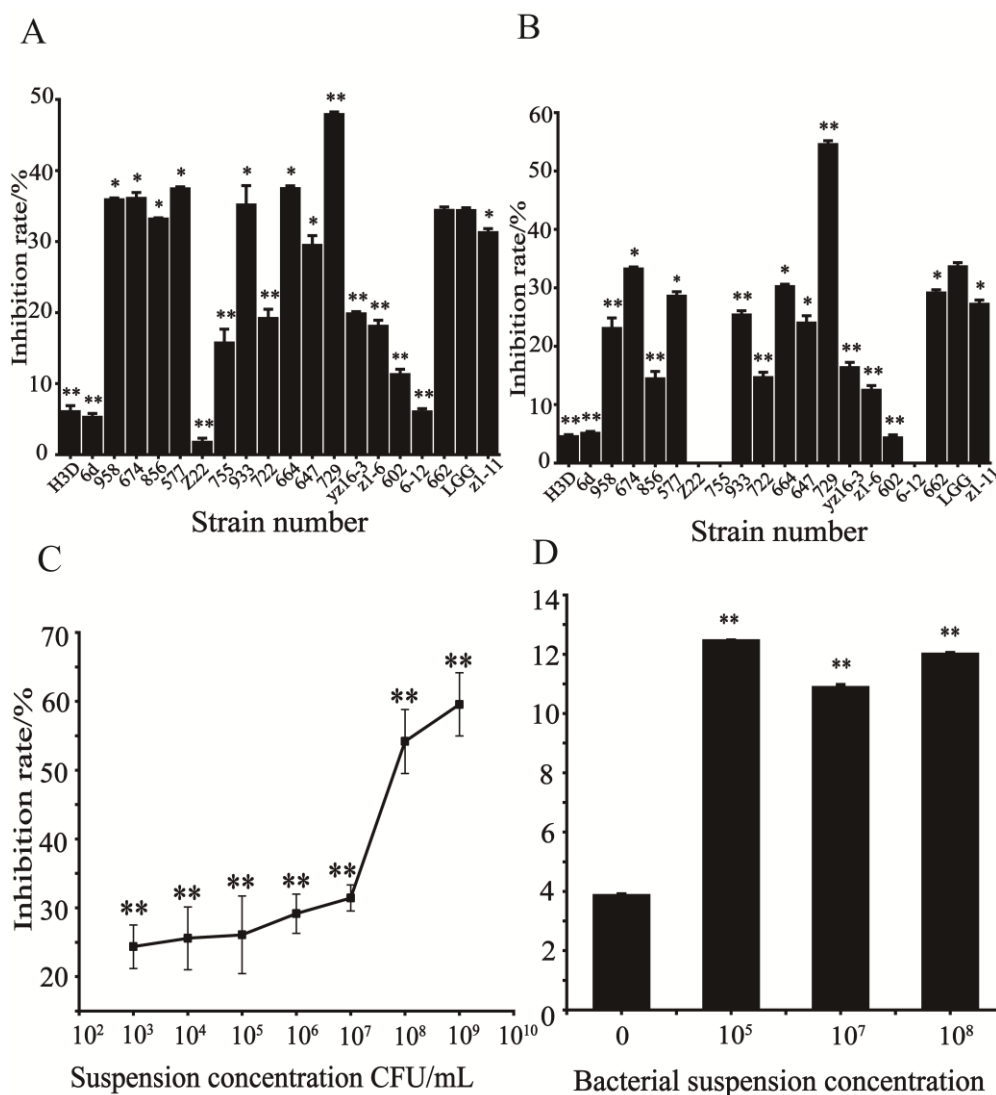 A
Inhibition rate/%
50
40
30
20
10
0
** ** * * * * ** ** * ** * * ** ** ** ** ** *
H3D 6d 958 674 856 577 Z22 755 933 722 664 647 729 yz16-3 z1-6 602 6-12 662 LGG z1-11
Strain number
B
Inhibition rate/%
60
50
40
30
20
10
0
** ** ** * ** * ** ** * * ** ** ** ** * *
H3D 6d 958 674 856 577 Z22 755 933 722 664 647 729 yz16-3 z1-6 602 6-12 662 LGG z1-11
Strain number
C
Inhibition rate/%
70
60
50
40
30
20
** ** ** ** ** ** **
10² 10³ 10⁴ 10⁵ 10⁶ 10⁷ 10⁸ 10⁹ 10¹⁰
Suspension concentration CFU/mL
D
14
12
10
8
6
4
2
0
** ** **
0 10⁵ 10⁷ 10⁸
Bacterial suspension concentration